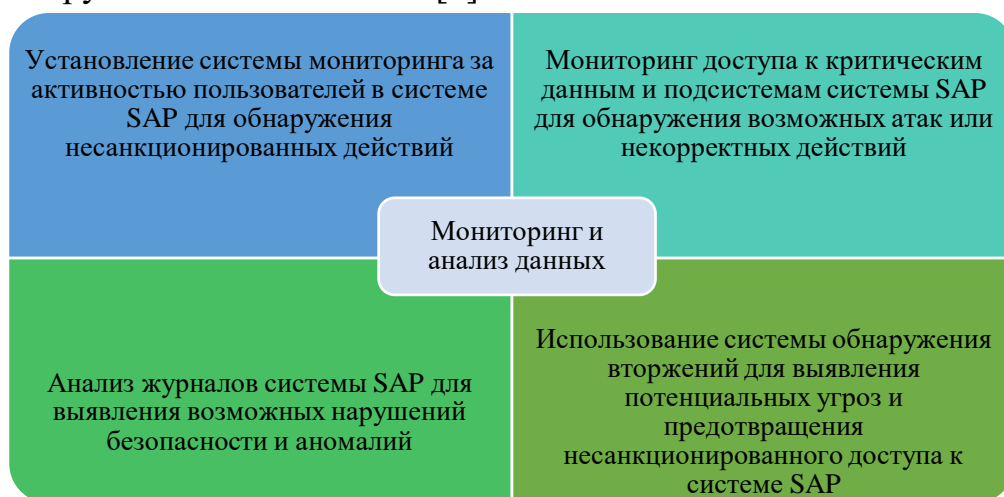 Установление системы мониторинга за
активностью пользователей в системе
SAP для обнаружения
несанкционированных действий
Мониторинг доступа к критическим
данным и подсистемам системы SAP
для обнаружения возможных атак или
некорректных действий
Мониторинг и
анализ данных
Анализ журналов системы SAP для
выявления возможных нарушений
безопасности и аномалий
Использование системы обнаружения
вторжений для выявления
потенциальных угроз и
предотвращения
несанкционированного доступа к
системе SAP